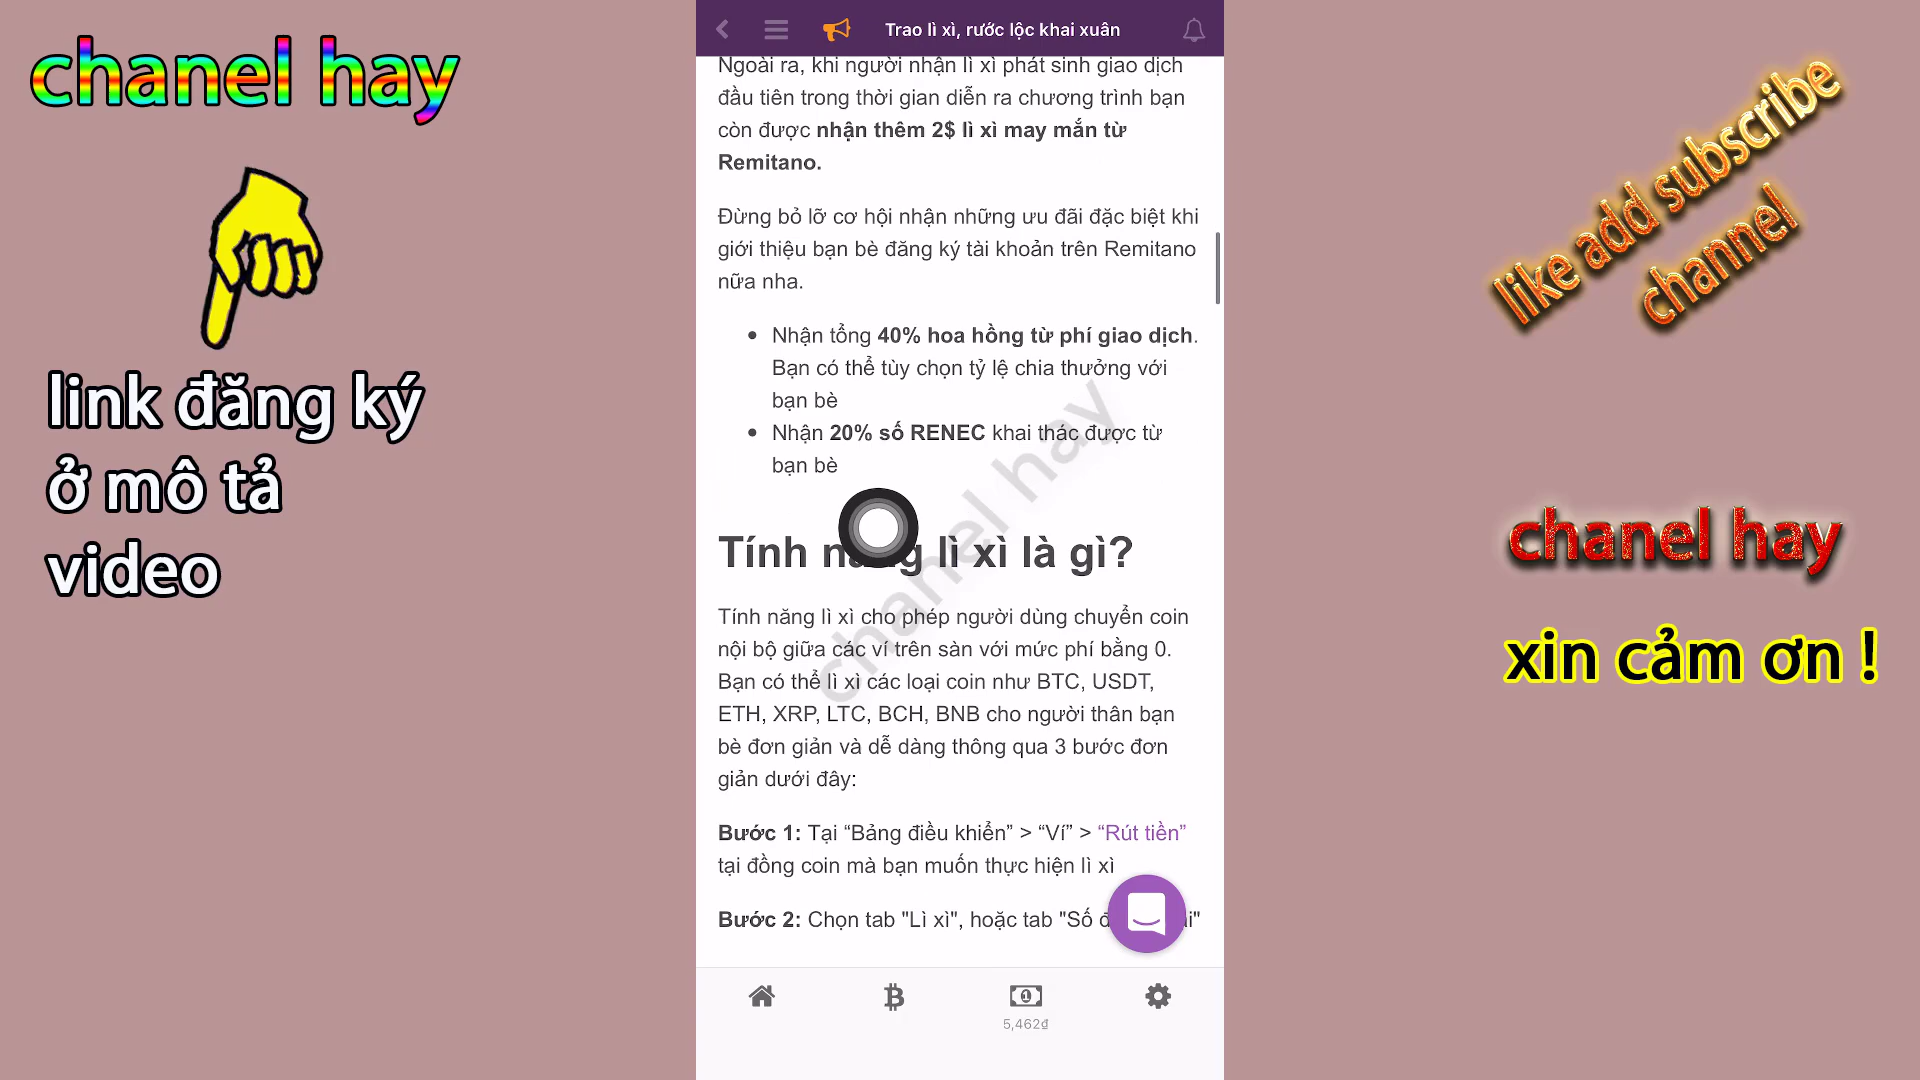 chanel hay
link đăng ký
ở mô tả
video
Trao lì xì, rước lộc khai xuân
Ngoài ra, khi người nhận lì xì phát sinh giao dịch
đầu tiên trong thời gian diễn ra chương trình bạn
còn được nhận thêm 2$ lì xì may mắn từ
Remitano.
Đừng bỏ lỡ cơ hội nhận những ưu đãi đặc biệt khi
giới thiệu bạn bè đăng ký tài khoản trên Remitano
nữa nha.
Nhận tổng 40% hoa hồng từ phí giao dịch.
Bạn có thể tùy chọn tỷ lệ chia thưởng với
bạn bè
Nhận 20% số RENEC khai thác được từ
bạn bè
chanel hay
Tính năng lì xì là gì?
Tính năng lì xì cho phép người dùng chuyển coin
nội bộ giữa các ví trên sàn với mức phí bằng 0.
Bạn có thể lì xì các loại coin như BTC, USDT,
ETH, XRP, LTC, BCH, BNB cho người thân bạn
bè đơn giản và dễ dàng thông qua 3 bước đơn
giản dưới đây:
Bước 1: Tại “Bảng điều khiển” > “Ví” > “Rút tiền”
tại đồng coin mà bạn muốn thực hiện lì xì
Bước 2: Chọn tab "Lì xì", hoặc tab "Số
5,462₫
like add subscribe
channel
chanel hay
xin cảm ơn !